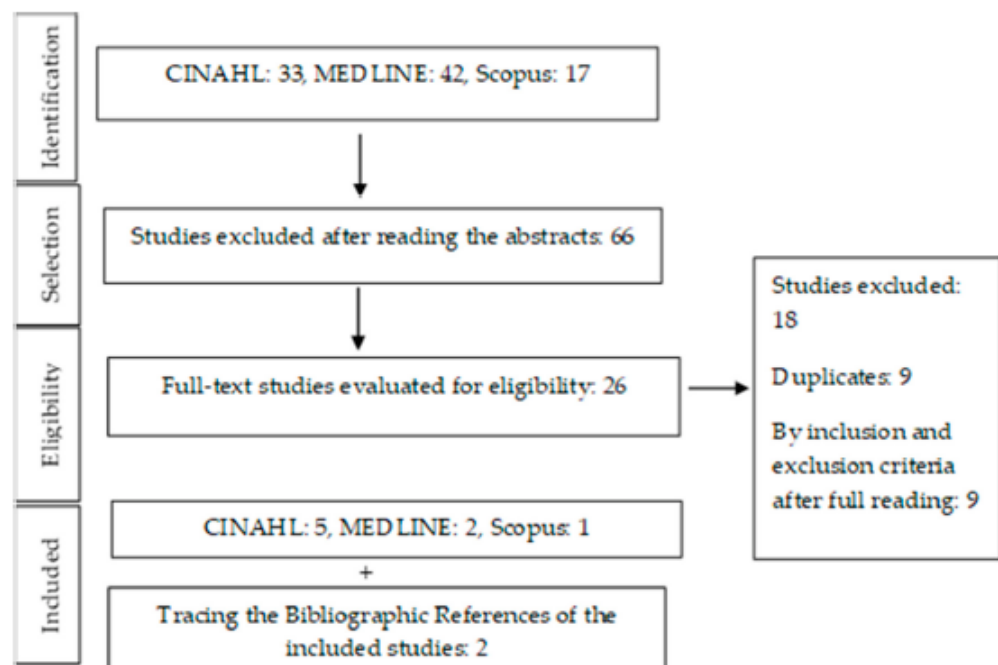 Identification
CINAHL: 33, MEDLINE: 42, Scopus: 17
Selection
Studies excluded after reading the abstracts: 66
Eligibility
Full-text studies evaluated for eligibility: 26
Studies excluded:
18
Duplicates: 9
By inclusion and
exclusion criteria
after full reading: 9
Included
CINAHL: 5, MEDLINE: 2, Scopus: 1
+
Tracing the Bibliographic References of the
included studies: 2